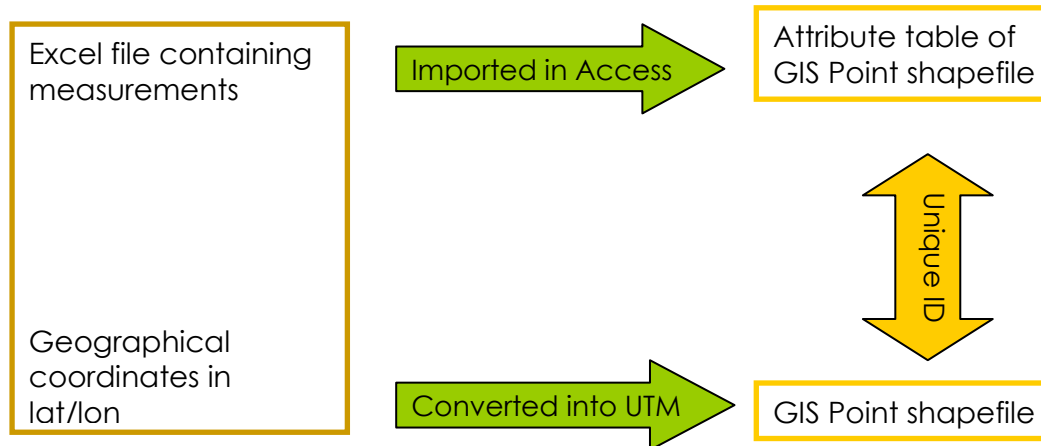 Excel file containing
measurements
Imported in Access
Attribute table of
GIS Point shapefile
Unique ID
Geographical
coordinates in
lat/lon
Converted into UTM
GIS Point shapefile